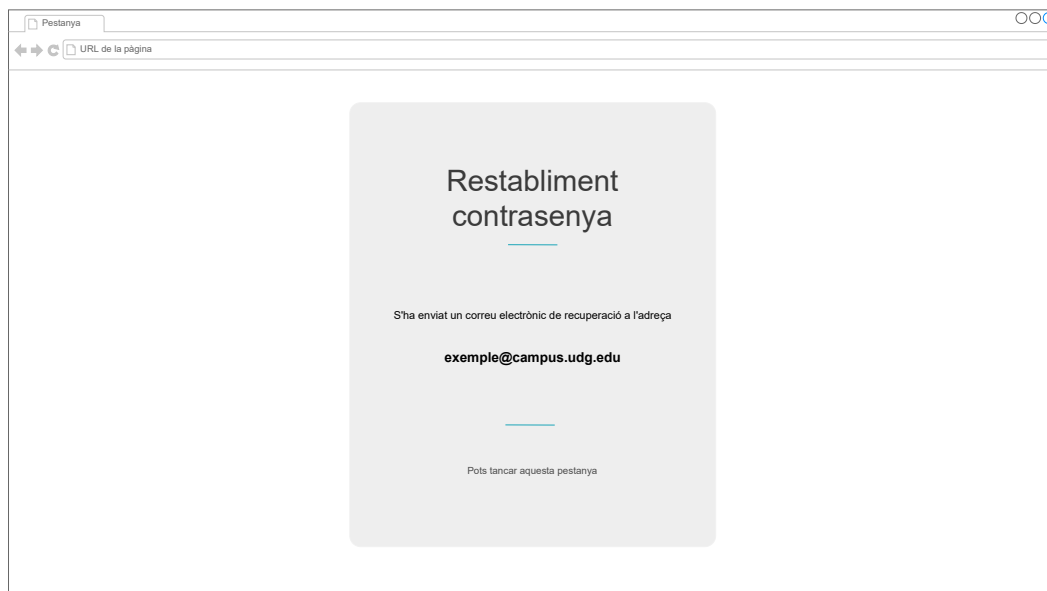 Pestanya
URL de la pàgina
Restabliment
contrasenya
S'ha enviat un correu electrònic de recuperació a l'adreça
exemple@campus.udg.edu
Pots tancar aquesta pestanya